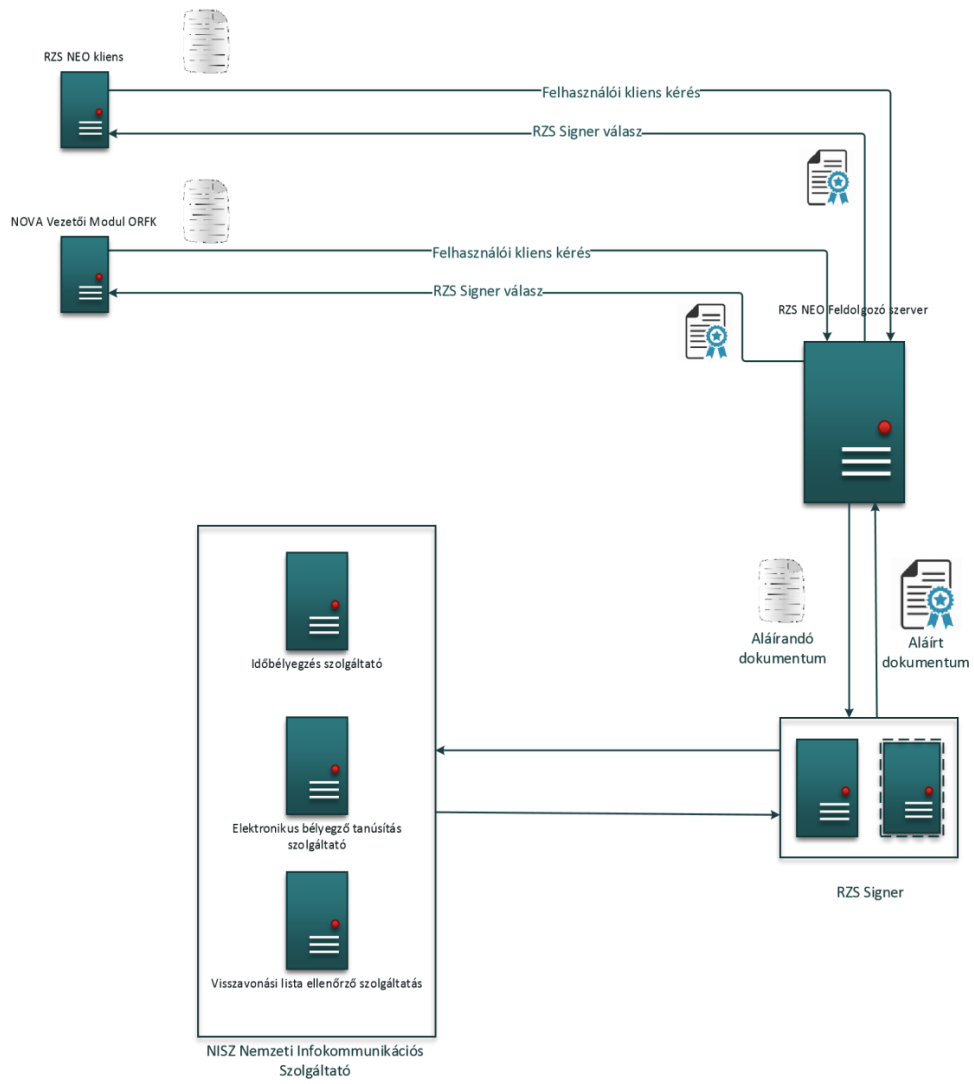 RZS NEO kliens
Felhasználói kliens kérés
RZS Signer válasz
NOVA Vezetői Modul ORFK
Felhasználói kliens kérés
RZS Signer válasz
RZS NEO Feldolgozó szerver
Aláírandó
dokumentum
Aláírt
dokumentum
Időbélyegzés szolgáltató
Elektronikus bélyegző tanúsítás
szolgáltató
Visszavonási lista ellenőrző szolgáltatás
RZS Signer
NISZ Nemzeti Infokommunikációs
Szolgáltató